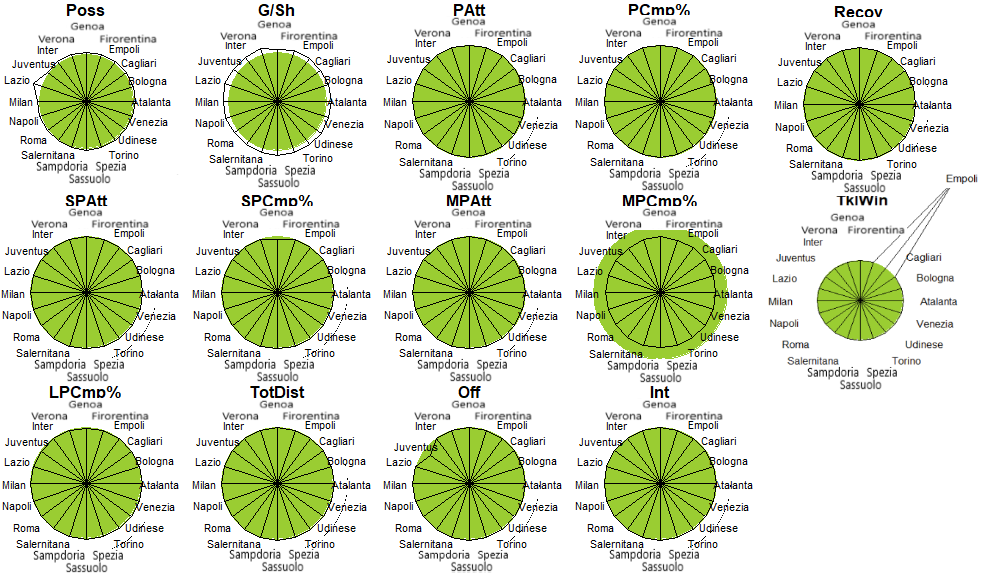 Poss
Genoa
Verona Firorentina
Inter Empoli
Juventus Cagliari
Lazio Bologna
Milan Atalanta
Napoli Venezia
Roma Udinese
Salernitana Torino
Sampdoria Spezia
Sassuolo
G/Sh
Genoa
Verona Firorentina
Inter Empoli
Juventus Cagliari
Lazio Bologna
Milan Atalanta
Napoli Venezia
Roma Udinese
Salernitana Torino
Sampdoria Spezia
Sassuolo
PAtt
Genoa
Verona Firorentina
Inter Empoli
Juventus Cagliari
Lazio Bologna
Milan Atalanta
Napoli Venezia
Roma Udinese
Salernitana Torino
Sampdoria Spezia
Sassuolo
PCmp%
Genoa
Verona Firorentina
Inter Empoli
Juventus Cagliari
Lazio Bologna
Milan Atalanta
Napoli Venezia
Roma Udinese
Salernitana Torino
Sampdoria Spezia
Sassuolo
Recov
Genoa
Verona Firorentina
Inter Empoli
Juventus Cagliari
Lazio Bologna
Milan Atalanta
Napoli Venezia
Roma Udinese
Salernitana Torino
Sampdoria Spezia
Sassuolo
SPAtt
Genoa
Verona Firorentina
Inter Empoli
Juventus Cagliari
Lazio Bologna
Milan Atalanta
Napoli Venezia
Roma Udinese
Salernitana Torino
Sampdoria Spezia
Sassuolo
SPCmp%
Genoa
Verona Firorentina
Inter Empoli
Juventus Cagliari
Lazio Bologna
Milan Atalanta
Napoli Venezia
Roma Udinese
Salernitana Torino
Sampdoria Spezia
Sassuolo
MPAtt
Genoa
Verona Firorentina
Inter Empoli
Juventus Cagliari
Lazio Bologna
Milan Atalanta
Napoli Venezia
Roma Udinese
Salernitana Torino
Sampdoria Spezia
Sassuolo
MPCmp%
Genoa
Verona Firorentina
Inter Empoli
Juventus Cagliari
Lazio Bologna
Milan Atalanta
Napoli Venezia
Roma Udinese
Salernitana Torino
Sampdoria Spezia
Sassuolo
Empoli
TklWin
Genoa
Verona Firorentina
Inter
Juventus Cagliari
Lazio Bologna
Milan Atalanta
Napoli Venezia
Roma Udinese
Salernitana Torino
Sampdoria Spezia
Sassuolo
LPCmp%
Genoa
Verona Firorentina
Inter Empoli
Juventus Cagliari
Lazio Bologna
Milan Atalanta
Napoli Venezia
Roma Udinese
Salernitana Torino
Sampdoria Spezia
Sassuolo
TotDist
Genoa
Verona Firorentina
Inter Empoli
Juventus Cagliari
Lazio Bologna
Milan Atalanta
Napoli Venezia
Roma Udinese
Salernitana Torino
Sampdoria Spezia
Sassuolo
Off
Genoa
Verona Firorentina
Inter Empoli
Juventus Cagliari
Lazio Bologna
Milan Atalanta
Napoli Venezia
Roma Udinese
Salernitana Torino
Sampdoria Spezia
Sassuolo
Int
Genoa
Verona Firorentina
Inter Empoli
Juventus Cagliari
Lazio Bologna
Milan Atalanta
Napoli Venezia
Roma Udinese
Salernitana Torino
Sampdoria Spezia
Sassuolo